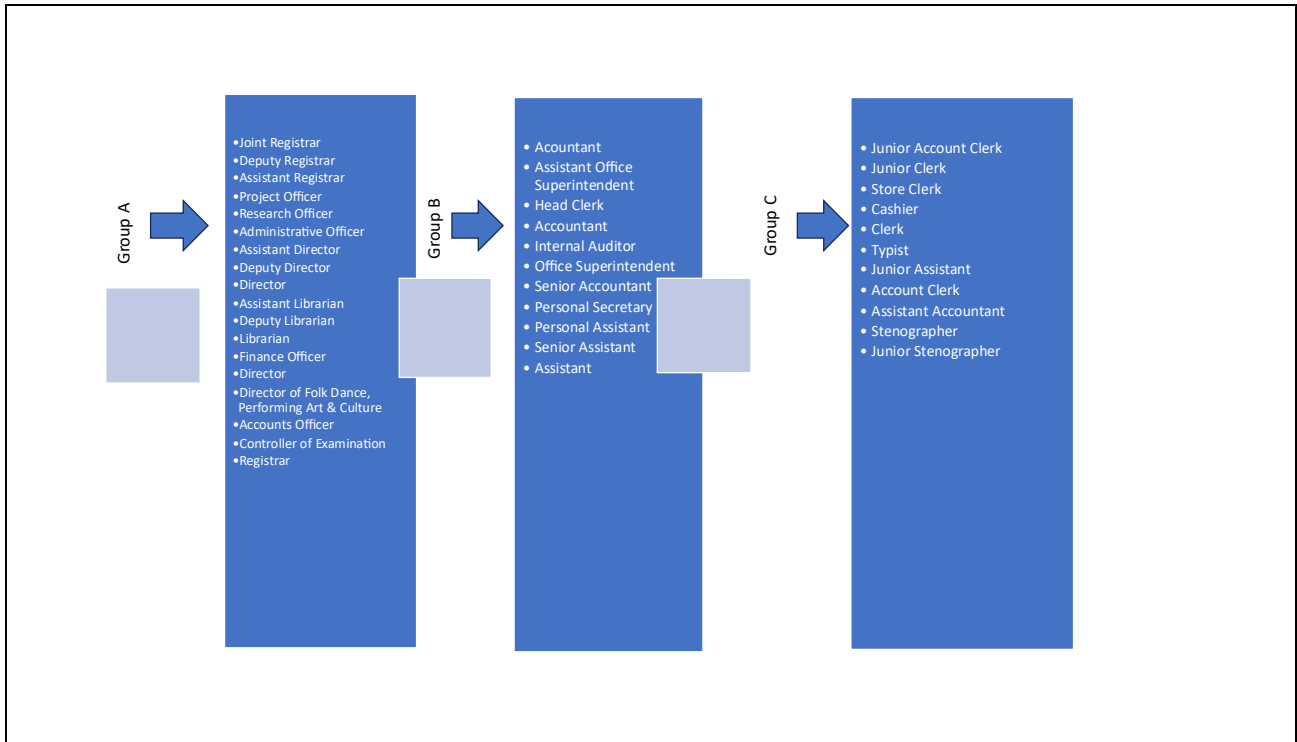 Group A
•Joint Registrar
•Deputy Registrar
•Assistant Registrar
•Project Officer
•Research Officer
•Administrative Officer
•Assistant Director
•Deputy Director
•Director
•Assistant Librarian
•Deputy Librarian
•Librarian
•Finance Officer
•Director
•Director of Folk Dance,
Performing Art & Culture
•Accounts Officer
•Controller of Examination
•Registrar
Group B
• Acountant
• Assistant Office
Superintendent
• Head Clerk
• Accountant
• Internal Auditor
• Office Superintendent
• Senior Accountant
• Personal Secretary
• Personal Assistant
• Senior Assistant
• Assistant
Group C
• Junior Account Clerk
• Junior Clerk
• Store Clerk
• Cashier
• Clerk
• Typist
• Junior Assistant
• Account Clerk
• Assistant Accountant
• Stenographer
• Junior Stenographer